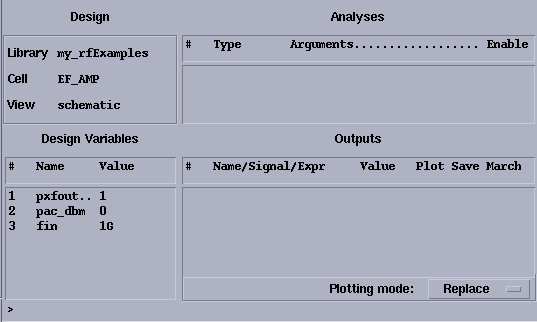 Design
Library my_rfExamples
Cell EF_AMP
View schematic
Analyses
# Type Arguments.................. Enable
Design Variables
# Name Value
1 pxfout.. 1
2 pac_dbm 0
3 fin 1G
Outputs
# Name/Signal/Expr Value Plot Save March
Plotting mode: Replace
>